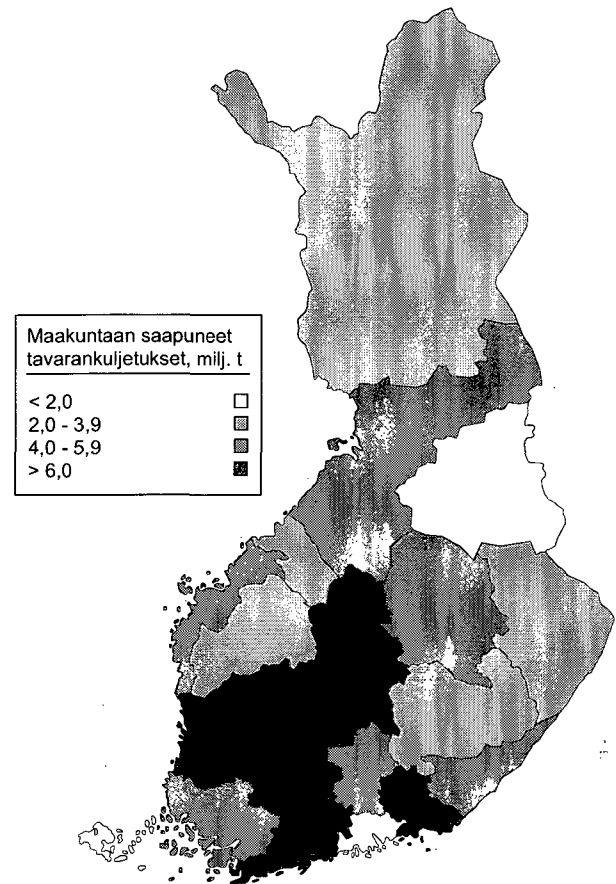 Maakuntaan saapuneet
tavarankuljetukset, milj. t
< 2,0
2,0 - 3,9
4,0 - 5,9
> 6,0